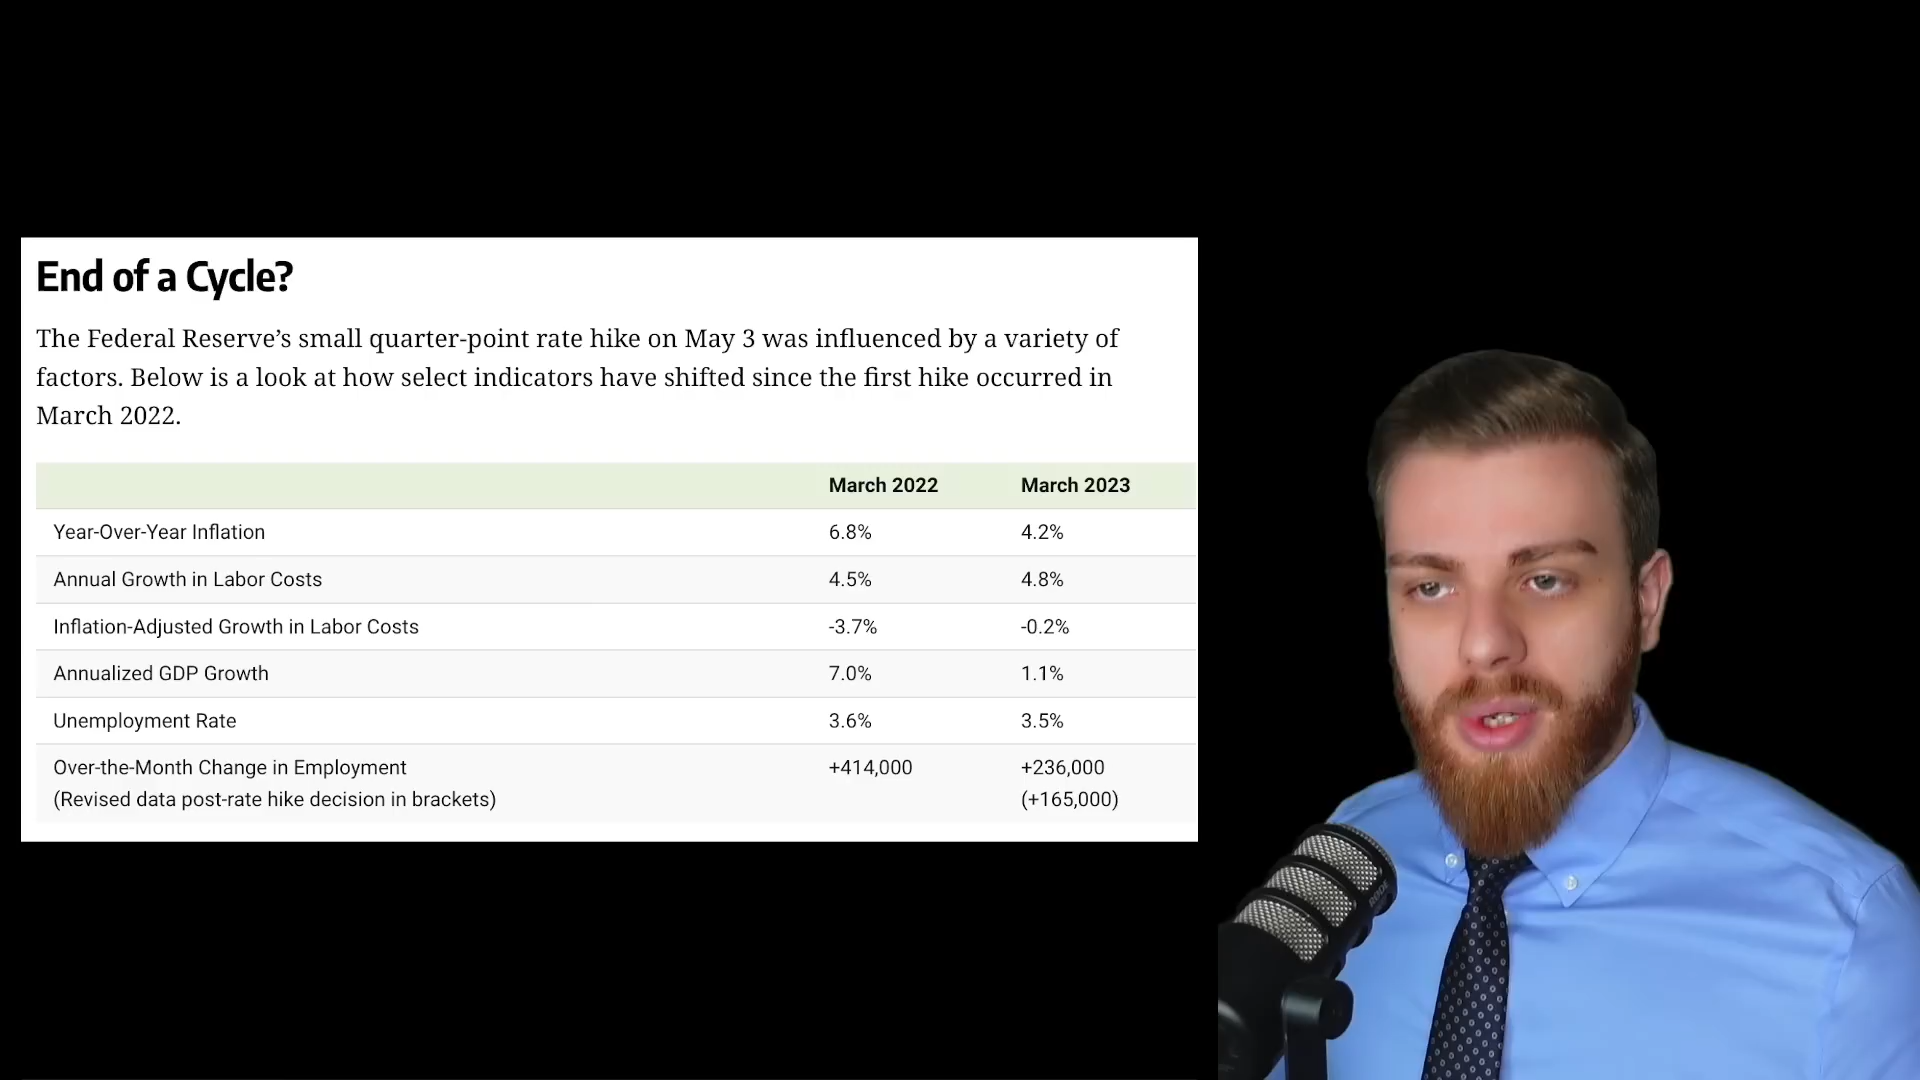 End of a Cycle?
The Federal Reserve’s small quarter-point rate hike on May 3 was influenced by a variety of
factors. Below is a look at how select indicators have shifted since the first hike occurred in
March 2022.
March 2022 March 2023
Year-Over-Year Inflation 6.8% 4.2%
Annual Growth in Labor Costs 4.5% 4.8%
Inflation-Adjusted Growth in Labor Costs -3.7% -0.2%
Annualized GDP Growth 7.0% 1.1%
Unemployment Rate 3.6% 3.5%
Over-the-Month Change in Employment +414,000 +236,000
(Revised data post-rate hike decision in brackets) (+165,000)
RODE